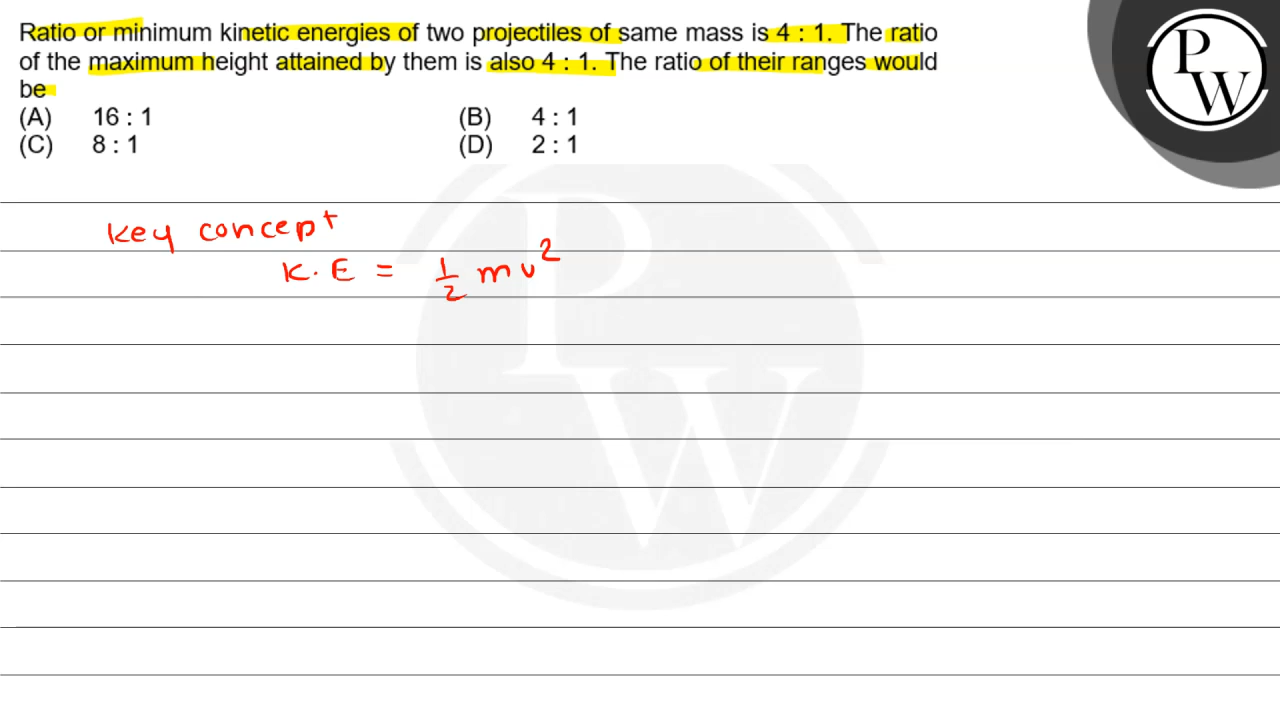 Ratio or minimum kinetic energies of two projectiles of same mass is 4 : 1. The ratio
of the maximum height attained by them is also 4 : 1. The ratio of their ranges would
be
(A) 16 : 1 (B) 4 : 1
(C) 8 : 1 (D) 2 : 1
P
W
key concept
K.E = 1/2 mv²
P
W